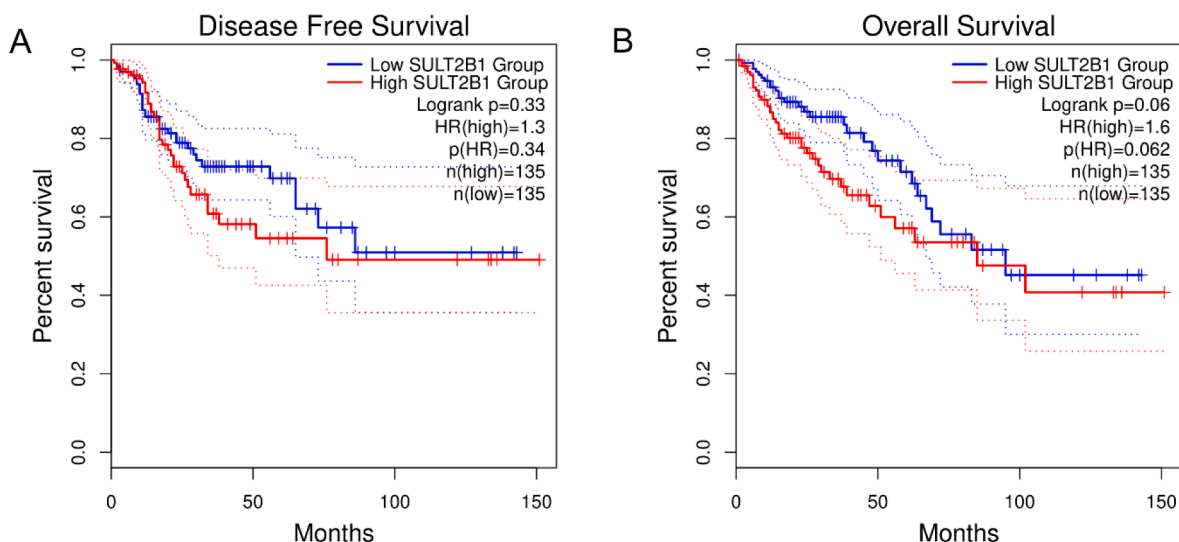 A
Disease Free Survival
Low SULT2B1 Group
High SULT2B1 Group
Logrank p=0.33
HR(high)=1.3
p(HR)=0.34
n(high)=135
n(low)=135
Percent survival
1.0
0.8
0.6
0.4
0.2
0.0
0 50 100 150
Months
B
Overall Survival
Low SULT2B1 Group
High SULT2B1 Group
Logrank p=0.06
HR(high)=1.6
p(HR)=0.062
n(high)=135
n(low)=135
Percent survival
1.0
0.8
0.6
0.4
0.2
0.0
0 50 100 150
Months